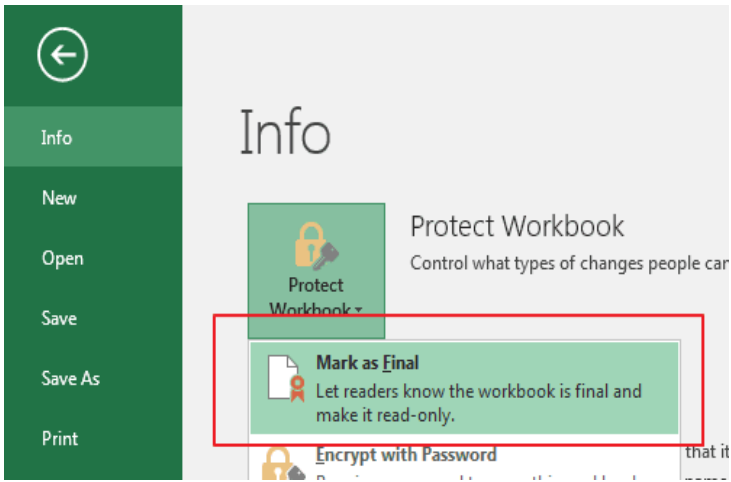 Info
New
Open
Save
Save As
Print
Info
Protect
Workbook
Protect Workbook
Control what types of changes people can
Mark as Final
Let readers know the workbook is final and
make it read-only.
Encrypt with Password
that it